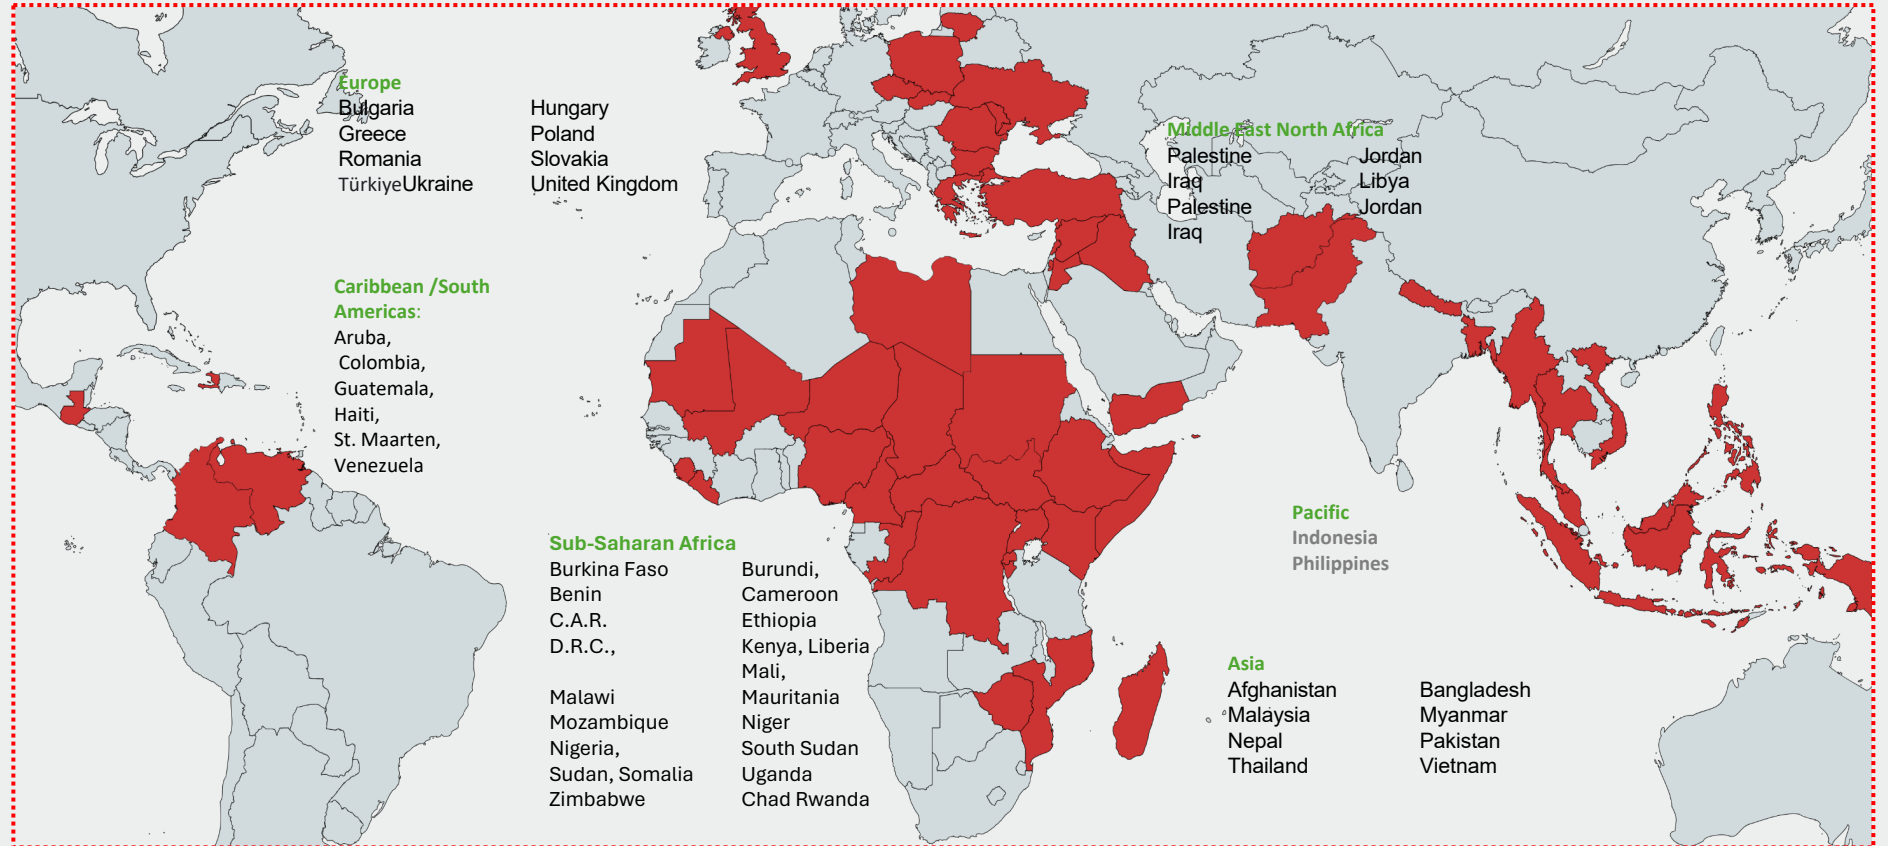 Europe
Bulgaria Hungary
Greece Poland
Romania Slovakia
TürkiyeUkraine United Kingdom
Middle East North Africa
Palestine Jordan
Iraq Libya
Palestine Jordan
Iraq
Caribbean /South
Americas:
Aruba,
Colombia,
Guatemala,
Haiti,
St. Maarten,
Venezuela
Pacific
Indonesia
Philippines
Sub-Saharan Africa
Burkina Faso Burundi,
Benin Cameroon
C.A.R. Ethiopia
D.R.C., Kenya, Liberia
Mali,
Malawi Mauritania
Mozambique Niger
Nigeria, South Sudan
Sudan, Somalia Uganda
Zimbabwe Chad Rwanda
Asia
Afghanistan Bangladesh
Malaysia Myanmar
Nepal Pakistan
Thailand Vietnam